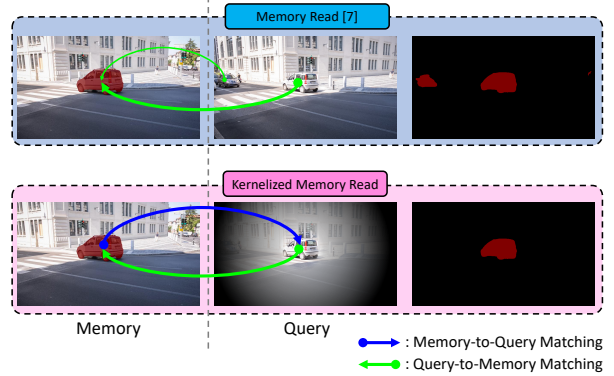 Memory Read [7]
Kernelized Memory Read
Memory
Query
: Memory-to-Query Matching
: Query-to-Memory Matching